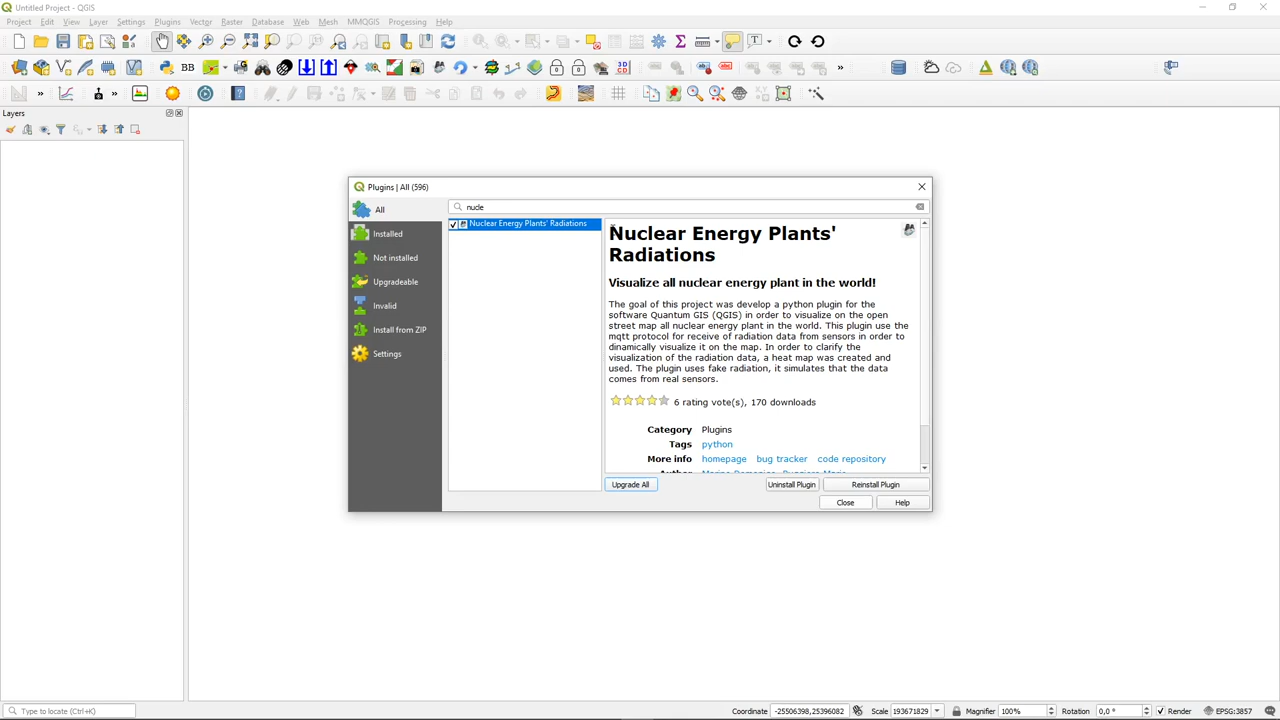 Untitled Project - QGIS
Project Edit View Layer Settings Plugins Vector Raster Database Web Mesh MMQGIS Processing Help
BB
Layers
Plugins | All (596)
All
nucle
Installed
Not installed
Upgradeable
Invalid
Install from ZIP
Settings
Nuclear Energy Plants' Radiations
Nuclear Energy Plants'
Radiations
Visualize all nuclear energy plant in the world!
The goal of this project was develop a python plugin for the
software Quantum GIS (QGIS) in order to visualize on the open
street map all nuclear energy plant in the world. This plugin use the
mqtt protocol for receive of radiation data from sensors in order to
dinamically visualize it on the map. In order to clarify the
visualization of the radiation data, a heat map was created and
used. The plugin uses fake radiation, it simulates that the data
comes from real sensors.
6 rating vote(s), 170 downloads
Category Plugins
Tags python
More info homepage bug tracker code repository
Upgrade All Uninstall Plugin Reinstall Plugin
Close Help
Type to locate (Ctrl+K) Coordinate -25506398,25396082 Scale 193671829 Magnifier 100% Rotation 0,0 ° Render EPSG:3857